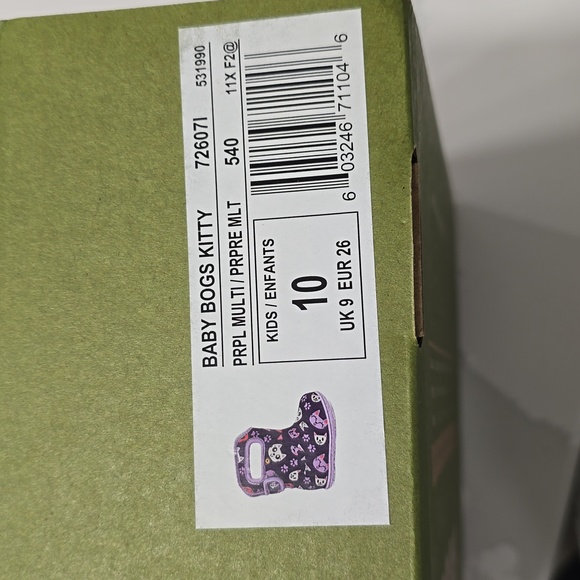 BABY BOGS KITTY 72607I 531990
PRPL MULTI / PRPRE MLT 540 11X F2@
KIDS / ENFANTS
10
UK 9 EUR 26
6 03246 71104 6